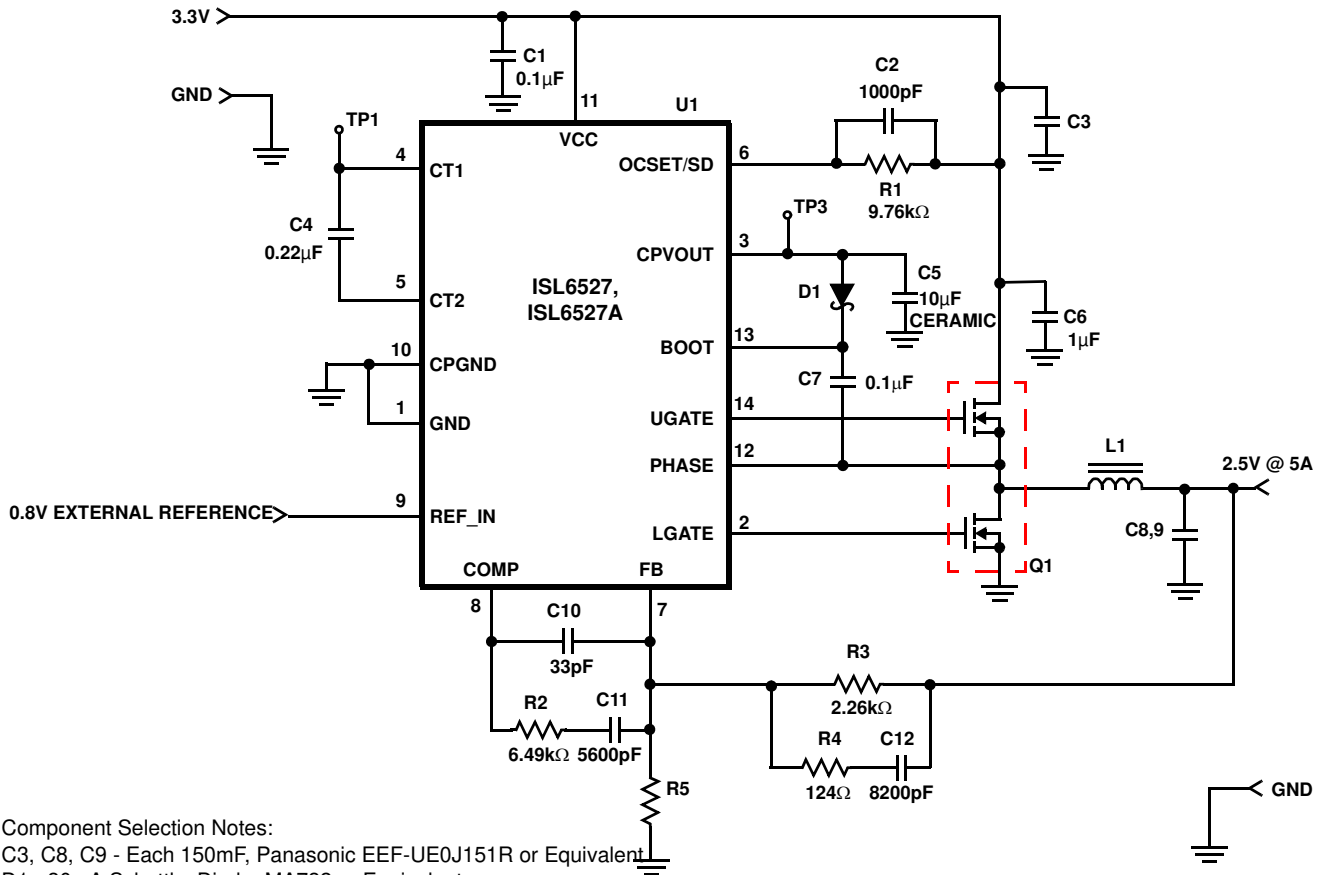 3.3V
C1
0.1µF
GND
TP1
11
U1
VCC
C2
1000pF
C3
4
CT1
OCSET/SD
6
R1
9.76kΩ
C4
0.22µF
TP3
CPVOUT
3
5
CT2
ISL6527,
ISL6527A
D1
C5
10µF
CERAMIC
C6
1µF
BOOT
13
10
CPGND
C7
0.1µF
1
GND
UGATE
14
PHASE
12
L1
2.5V @ 5A
0.8V EXTERNAL REFERENCE
9
REF_IN
LGATE
2
C8,9
Q1
COMP
FB
8
7
C10
33pF
R3
2.26kΩ
R2
6.49kΩ
C11
5600pF
R4
124Ω
C12
8200pF
R5
GND
Component Selection Notes:
C3, C8, C9 - Each 150mF, Panasonic EEF-UE0J151R or Equivalent